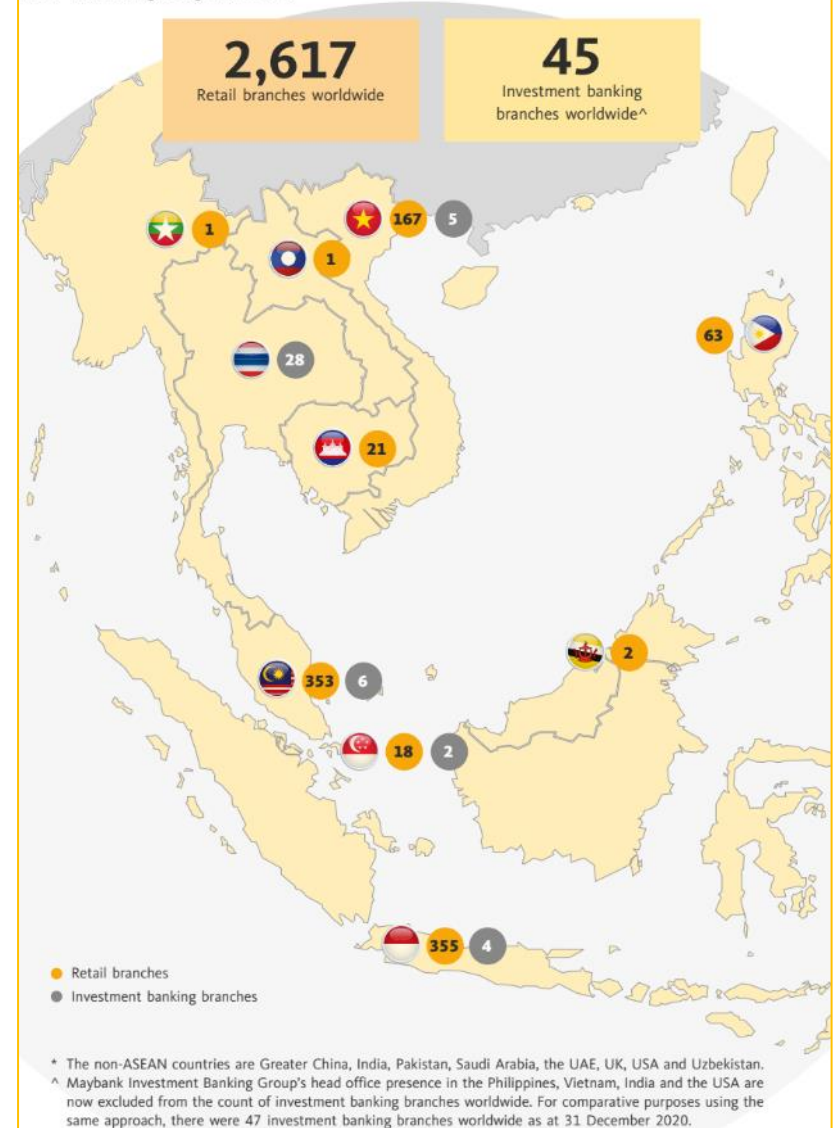 2,617
Retail branches worldwide
45
Investment banking
branches worldwide^
167
5
1
1
63
28
21
2
353
6
18
2
355
4
Retail branches
Investment banking branches
* The non-ASEAN countries are Greater China, India, Pakistan, Saudi Arabia, the UAE, UK, USA and Uzbekistan.
^ Maybank Investment Banking Group's head office presence in the Philippines, Vietnam, India and the USA are
now excluded from the count of investment banking branches worldwide. For comparative purposes using the
same approach, there were 47 investment banking branches worldwide as at 31 December 2020.